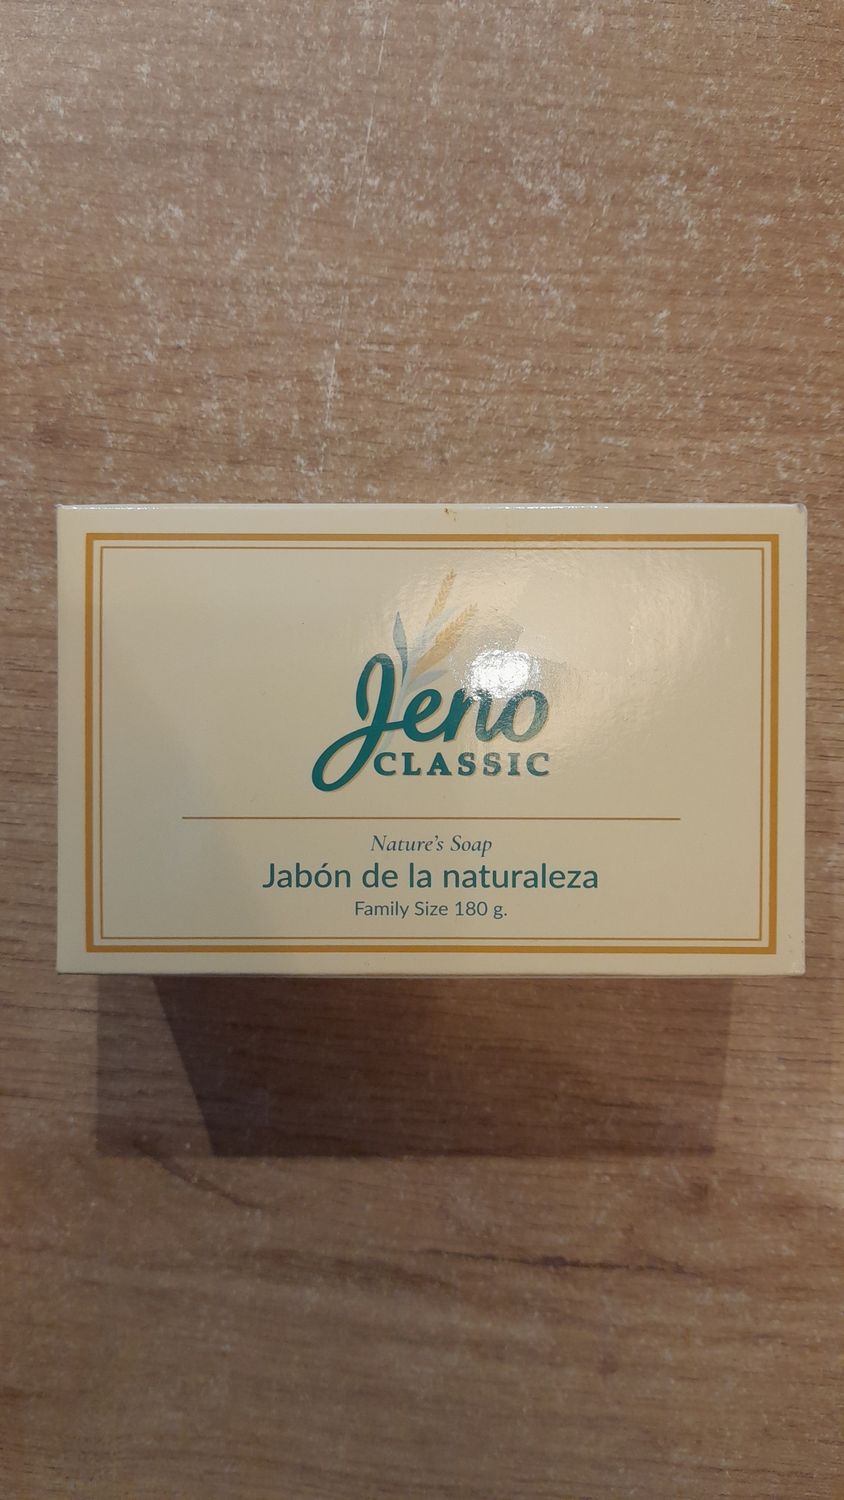 Jeno
CLASSIC
Nature's Soap
Jabón de la naturaleza
Family Size 180 g.